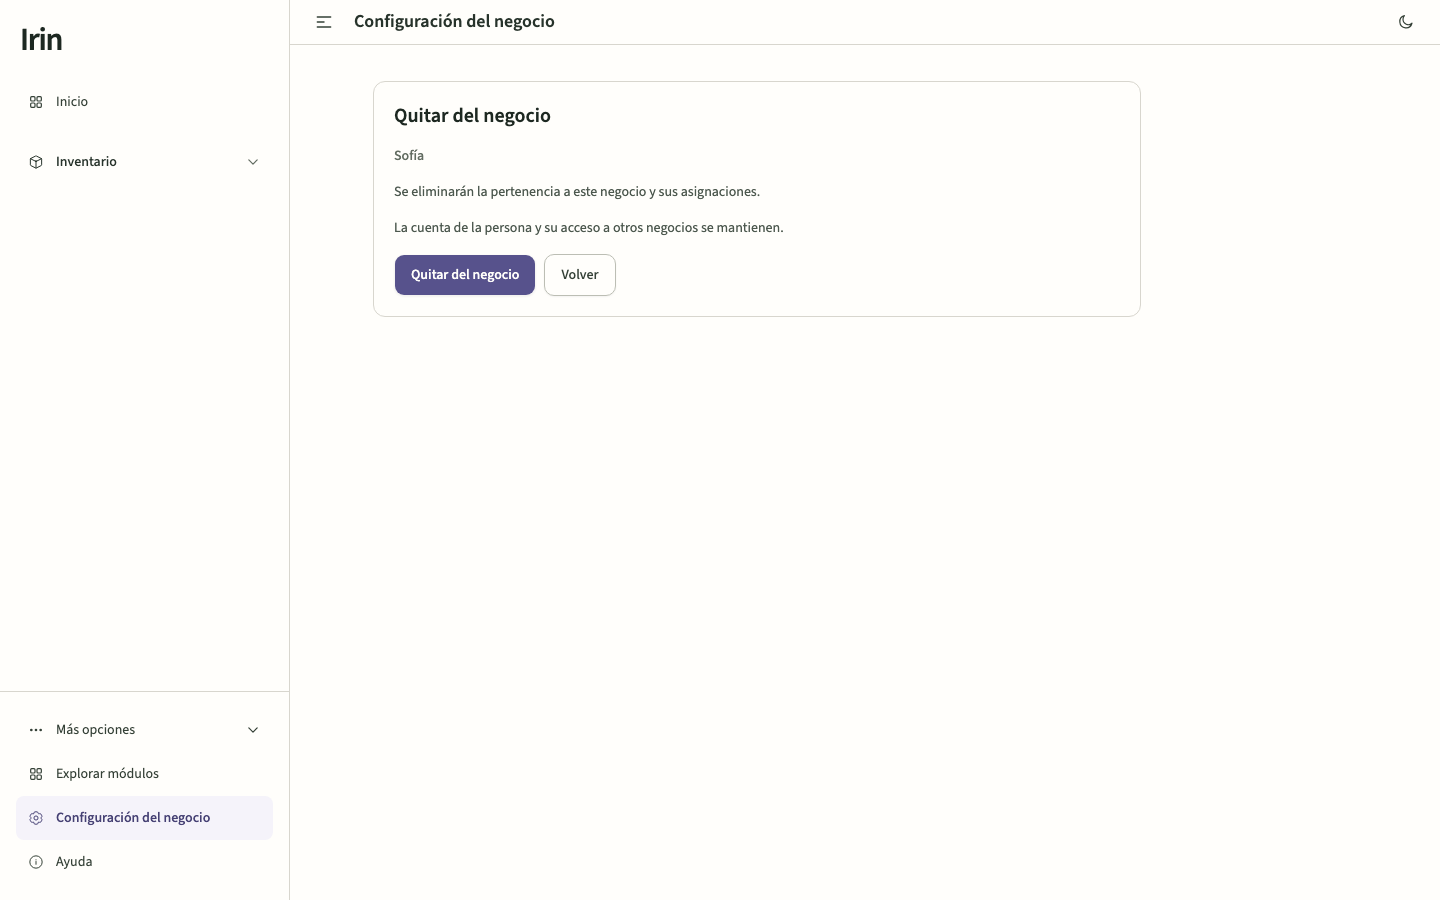 Irin
Inicio
Inventario
Más opciones
Explorar módulos
Configuración del negocio
Ayuda
Configuración del negocio
Quitar del negocio
Sofía
Se eliminarán la pertenencia a este negocio y sus asignaciones.
La cuenta de la persona y su acceso a otros negocios se mantienen.
Quitar del negocio
Volver